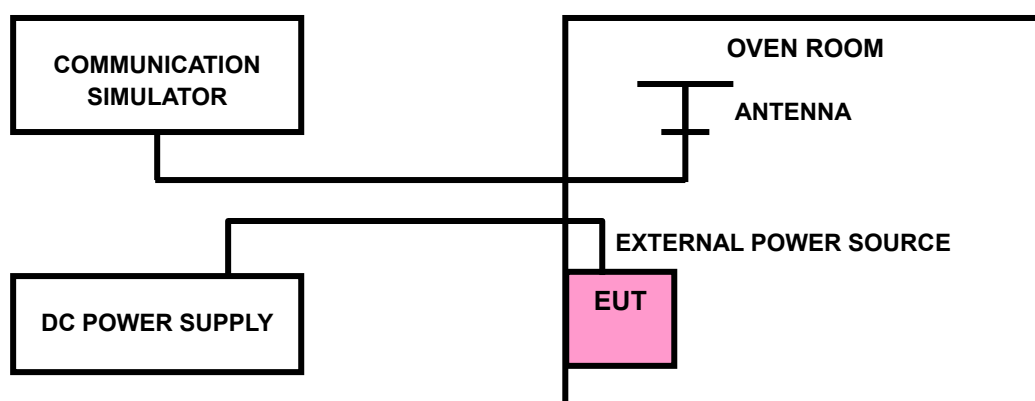 COMMUNICATION
SIMULATOR
OVEN ROOM
ANTENNA
EXTERNAL POWER SOURCE
DC POWER SUPPLY
EUT